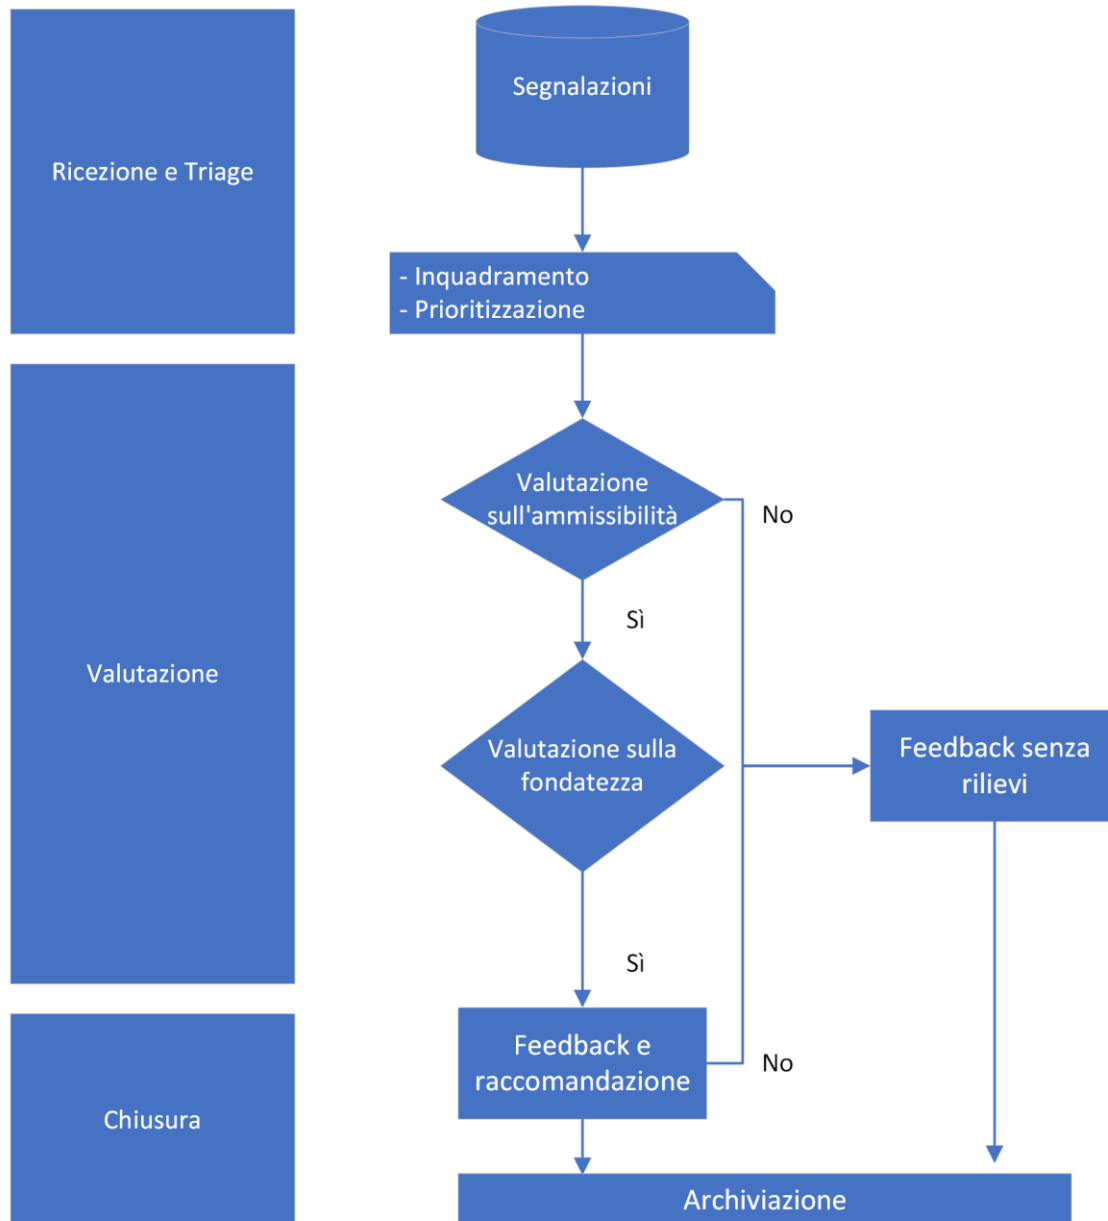 Segnalazioni
Ricezione e Triage
- Inquadramento
- Prioritizzazione
Valutazione
sull'ammissibilità
No
Sì
Valutazione
Valutazione sulla
fondatezza
Feedback senza
rilievi
Sì
Feedback e
raccomandazione
No
Chiusura
Archiviazione